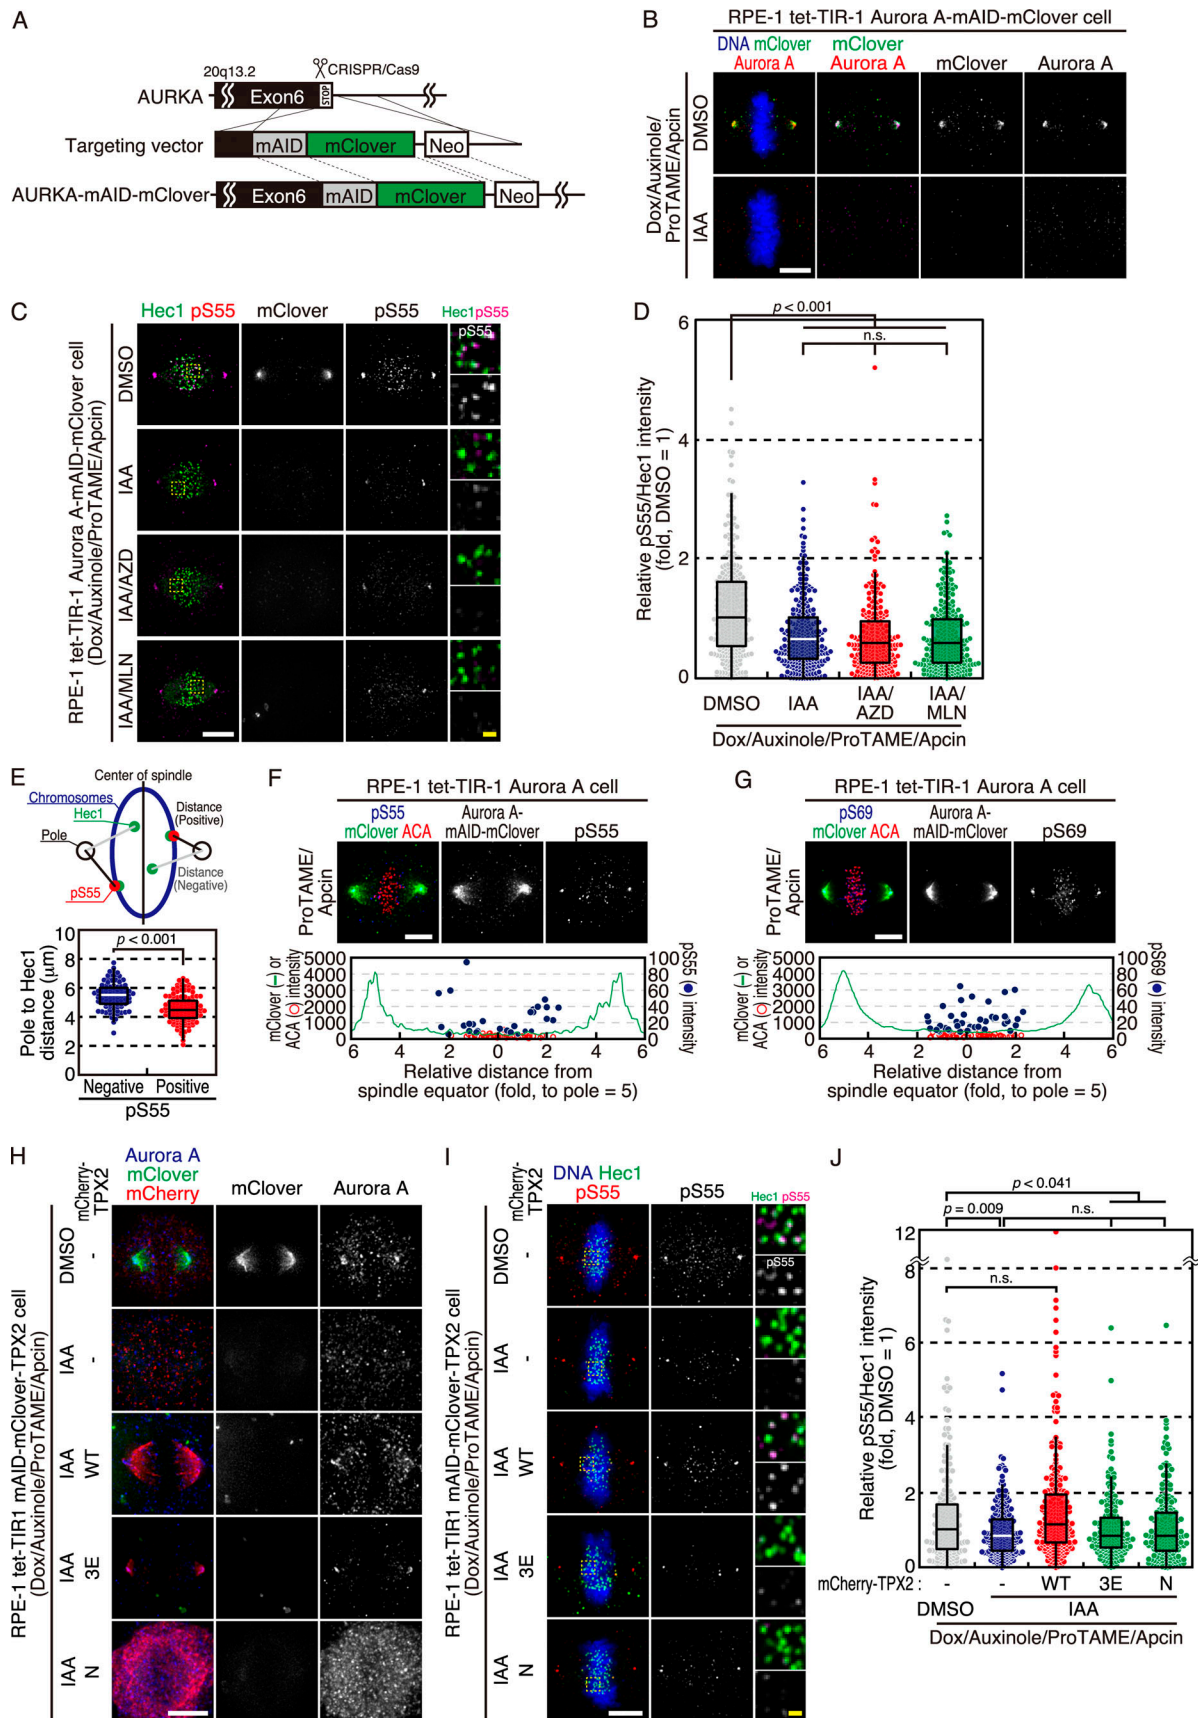 A
20q13.2
CRISPR/Cas9
AURKA
Exon6
STOP
Targeting vector
mAID
mClover
Neo
AURKA-mAID-mClover
Exon6
mAID
mClover
Neo
B
RPE-1 tet-TIR-1 Aurora A-mAID-mClover cell
DNA mClover
Aurora A
mClover
Aurora A
mClover
Aurora A
Dox/Auxinole/
ProTAME/Apcin
DMSO
IAA
C
Hec1 pS55
mClover
pS55
Hec1pS55
pS55
RPE-1 tet-TIR-1 Aurora A-mAID-mClover cell
(Dox/Auxinole/ProTAME/Apcin)
DMSO
IAA
IAA/AZD
IAA/MLN
D
p < 0.001
n.s.
Relative pS55/Hec1 intensity
(fold, DMSO = 1)
6
4
2
0
DMSO
IAA
IAA/
AZD
IAA/
MLN
Dox/Auxinole/ProTAME/Apcin
E
Center of spindle
Chromosomes
Hec1
Distance
(Positive)
Pole
Distance
(Negative)
pS55
p < 0.001
Pole to Hec1
distance (μm)
10
8
6
4
2
0
Negative
Positive
pS55
F
RPE-1 tet-TIR-1 Aurora A cell
pS55
mClover ACA
Aurora A-
mAID-mClover
pS55
ProTAME/
Apcin
mClover (–) or
ACA (○) intensity
5000
4000
3000
2000
1000
100
80
60
40
20
0
pS55 (●) intensity
6
4
2
0
2
4
6
Relative distance from
spindle equator (fold, to pole = 5)
G
RPE-1 tet-TIR-1 Aurora A cell
pS69
mClover ACA
Aurora A-
mAID-mClover
pS69
ProTAME/
Apcin
mClover (–) or
ACA (○) intensity
5000
4000
3000
2000
1000
0
100
80
60
40
20
0
pS69 (●) intensity
6
4
2
0
2
4
6
Relative distance from
spindle equator (fold, to pole = 5)
H
mCherry-
TPX2
Aurora A
mClover
mCherry
mClover
Aurora A
RPE-1 tet-TIR1 mAID-mClover-TPX2 cell
(Dox/Auxinole/ProTAME/Apcin)
DMSO -
IAA -
IAA WT
IAA 3E
IAA N
I
mCherry-
TPX2
DNA Hec1
pS55
pS55
Hec1 pS55
pS55
RPE-1 tet-TIR1 mAID-mClover-TPX2 cell
(Dox/Auxinole/ProTAME/Apcin)
DMSO -
IAA -
IAA WT
IAA 3E
IAA N
J
p < 0.041
p = 0.009
n.s.
n.s.
Relative pS55/Hec1 intensity
(fold, DMSO = 1)
12
8
6
4
2
0
mCherry-TPX2 : - - WT 3E N
DMSO
IAA
Dox/Auxinole/ProTAME/Apcin